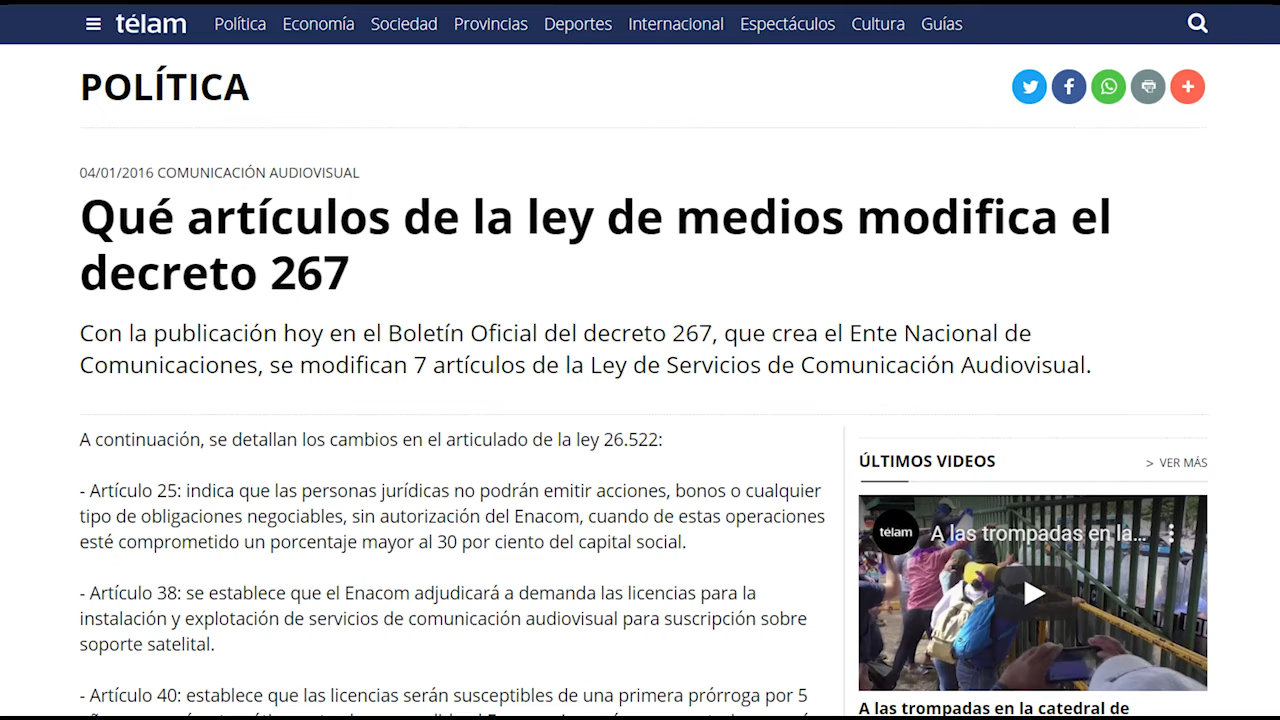 télam Política Economía Sociedad Provincias Deportes Internacional Espectáculos Cultura Guías
POLÍTICA
04/01/2016 COMUNICACIÓN AUDIOVISUAL
Qué artículos de la ley de medios modifica el
decreto 267
Con la publicación hoy en el Boletín Oficial del decreto 267, que crea el Ente Nacional de
Comunicaciones, se modifican 7 artículos de la Ley de Servicios de Comunicación Audiovisual.
A continuación, se detallan los cambios en el articulado de la ley 26.522:
- Artículo 25: indica que las personas jurídicas no podrán emitir acciones, bonos o cualquier
tipo de obligaciones negociables, sin autorización del Enacom, cuando de estas operaciones
esté comprometido un porcentaje mayor al 30 por ciento del capital social.
- Artículo 38: se establece que el Enacom adjudicará a demanda las licencias para la
instalación y explotación de servicios de comunicación audiovisual para suscripción sobre
soporte satelital.
- Artículo 40: establece que las licencias serán susceptibles de una primera prórroga por 5
ÚLTIMOS VIDEOS
> VER MÁS
télam A las trompadas en la...
A las trompadas en la catedral de